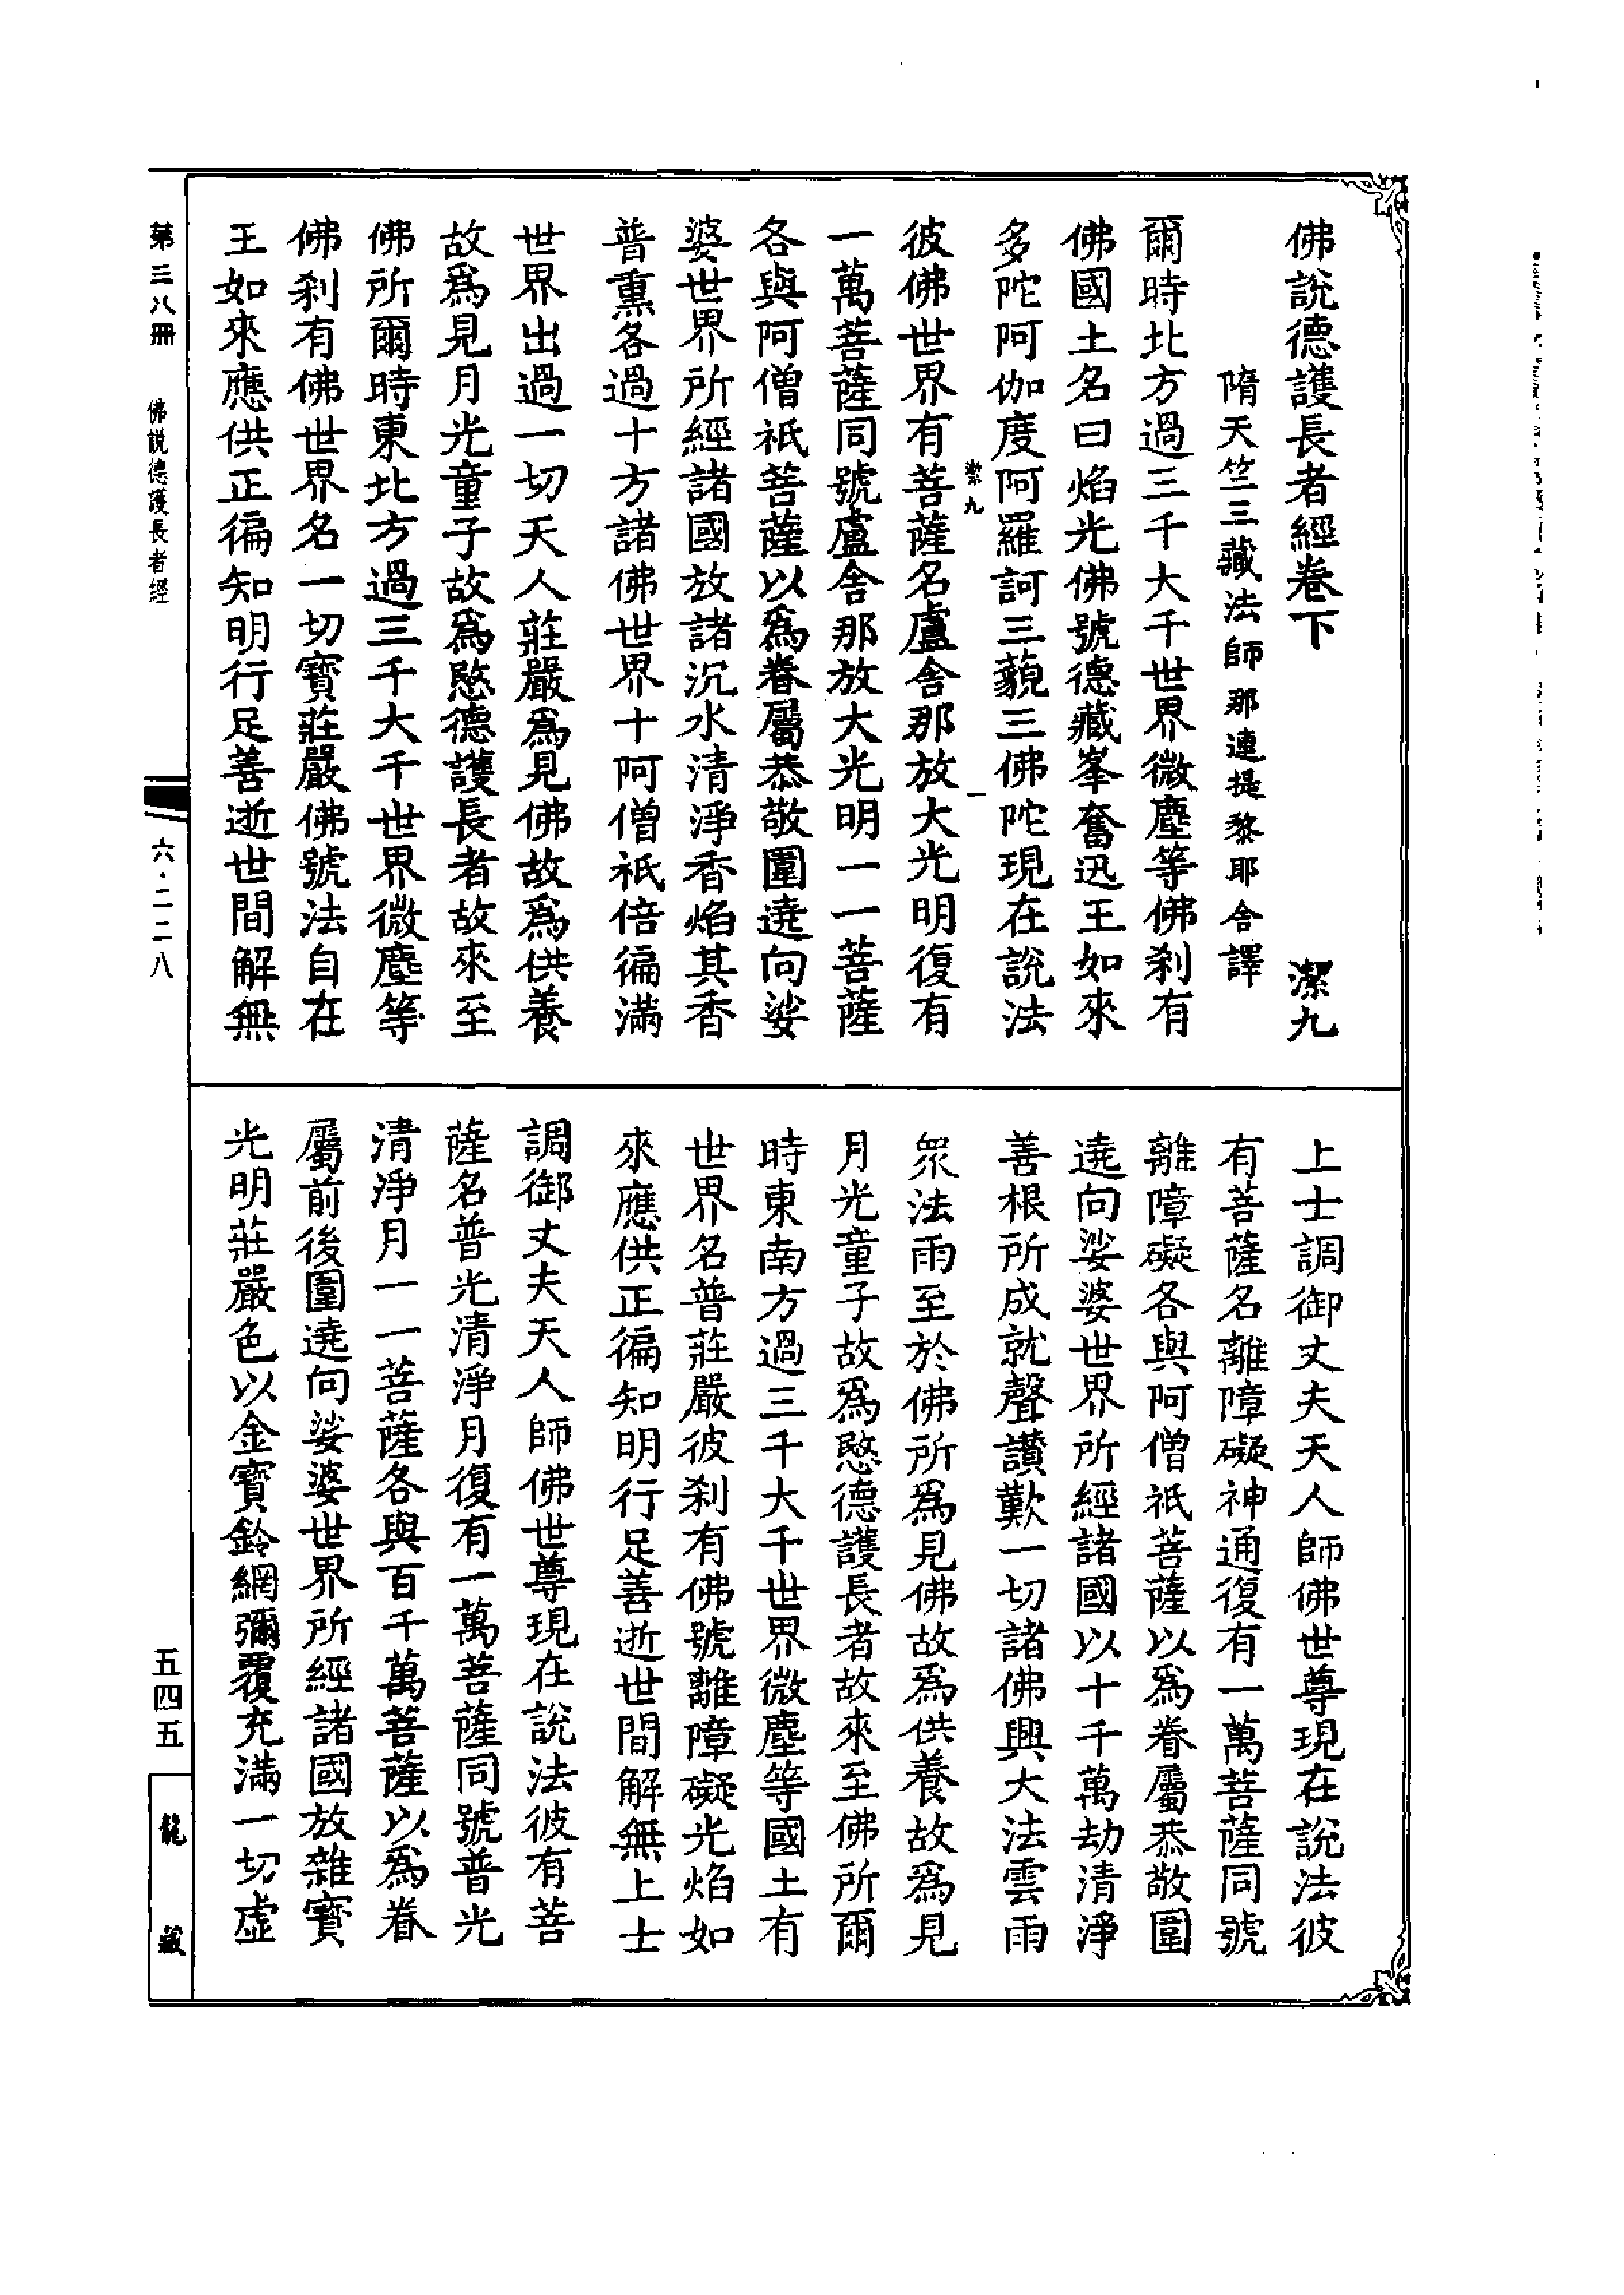 佛說德護長者經卷下　潔九
隋天竺三藏法師那連提黎耶舍譯
爾時北方過三千大千世界微塵等佛剎有
佛國土名曰焰光佛號德藏峯奮迅王如來
多陀阿伽度阿羅訶三藐三佛陀現在說法
潔九　一
彼佛世界有菩薩名盧舍那放大光明復有
一萬菩薩同號盧舍那放大光明一一菩薩
各與阿僧祇菩薩以爲眷屬恭敬圍遶向娑
婆世界所經諸國放諸沉水清淨香焰其香
普熏各過十方諸佛世界十阿僧祇倍徧滿
世界出過一切天人莊嚴爲見佛故爲供養
故爲見月光童子故爲愍德護長者故來至
佛所爾時東北方過三千大千世界微塵等
佛剎有佛世界名一切寶莊嚴佛號法自在
王如來應供正徧知明行足善逝世間解無
上士調御丈夫天人師佛世尊現在說法彼
有菩薩名離障礙神通復有一萬菩薩同號
離障礙各與阿僧祇菩薩以爲眷屬恭敬圍
遶向娑婆世界所經諸國以十千萬劫清淨
善根所成就聲讚歎一切諸佛興大法雲雨
眾法雨至於佛所爲見佛故爲供養故爲見
月光童子故爲愍德護長者故來至佛所爾
時東南方過三千大千世界微塵等國土有
世界名普莊嚴彼剎有佛號離障礙光焰如
來應供正徧知明行足善逝世間解無上士
調御丈夫天人師佛世尊現在說法彼有菩
薩名普光清淨月復有一萬菩薩同號普光
清淨月一一菩薩各與百千萬菩薩以爲眷
屬前後圍遶向娑婆世界所經諸國放雜寶
光明莊嚴色以金寶鈴網彌覆充滿一切虛
第三八冊　佛說德護長者經　六·二二八　五四五　龍藏